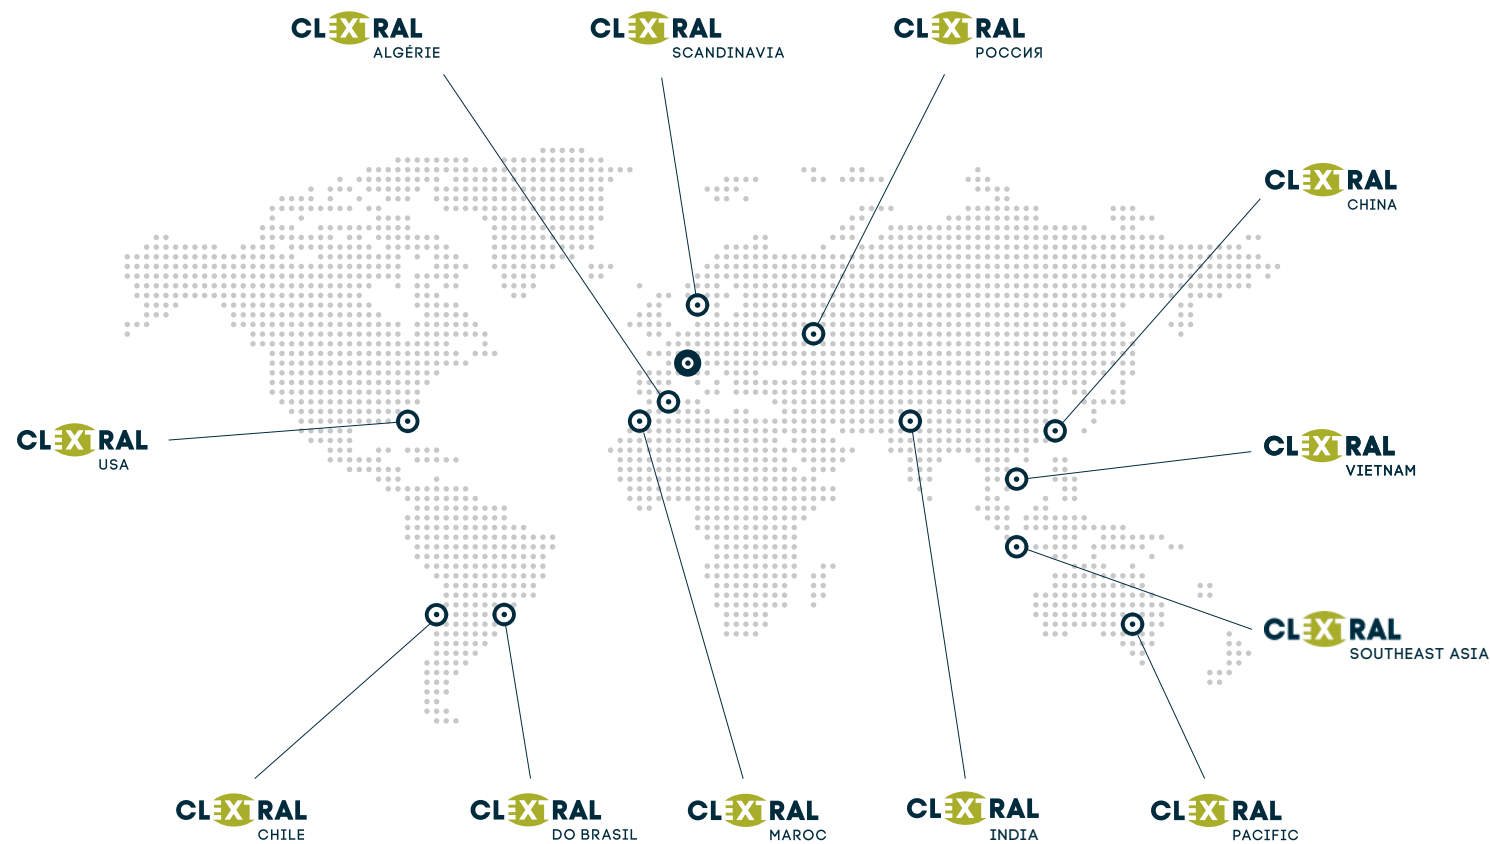 CLEXTRAL
ALGÉRIE
CLEXTRAL
SCANDINAVIA
CLEXTRAL
РОССИЯ
CLEXTRAL
CHINA
CLEXTRAL
USA
CLEXTRAL
VIETNAM
CLEXTRAL
SOUTHEAST ASIA
CLEXTRAL
CHILE
CLEXTRAL
DO BRASIL
CLEXTRAL
MAROC
CLEXTRAL
INDIA
CLEXTRAL
PACIFIC